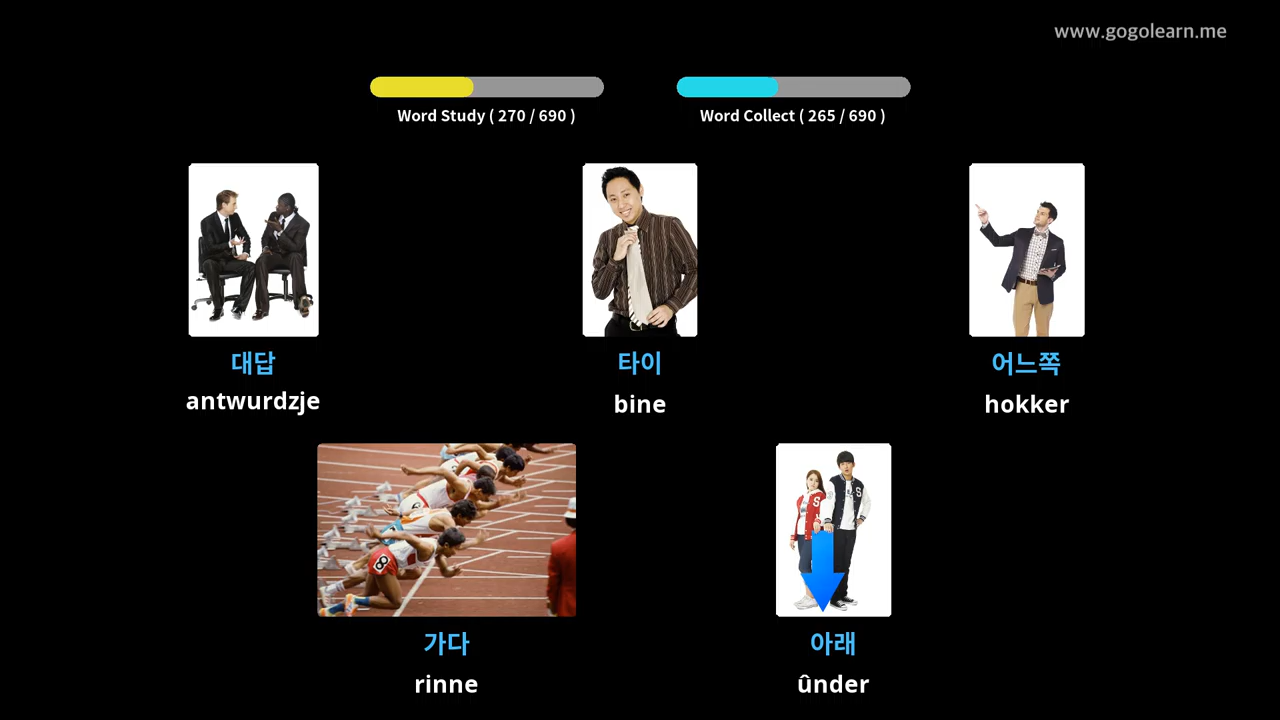 www.gogolearn.me
Word Study ( 270 / 690 )
Word Collect ( 265 / 690 )
대답
antwurdzje
타이
bine
어느쪽
hokker
가다
rinne
아래
ûnder